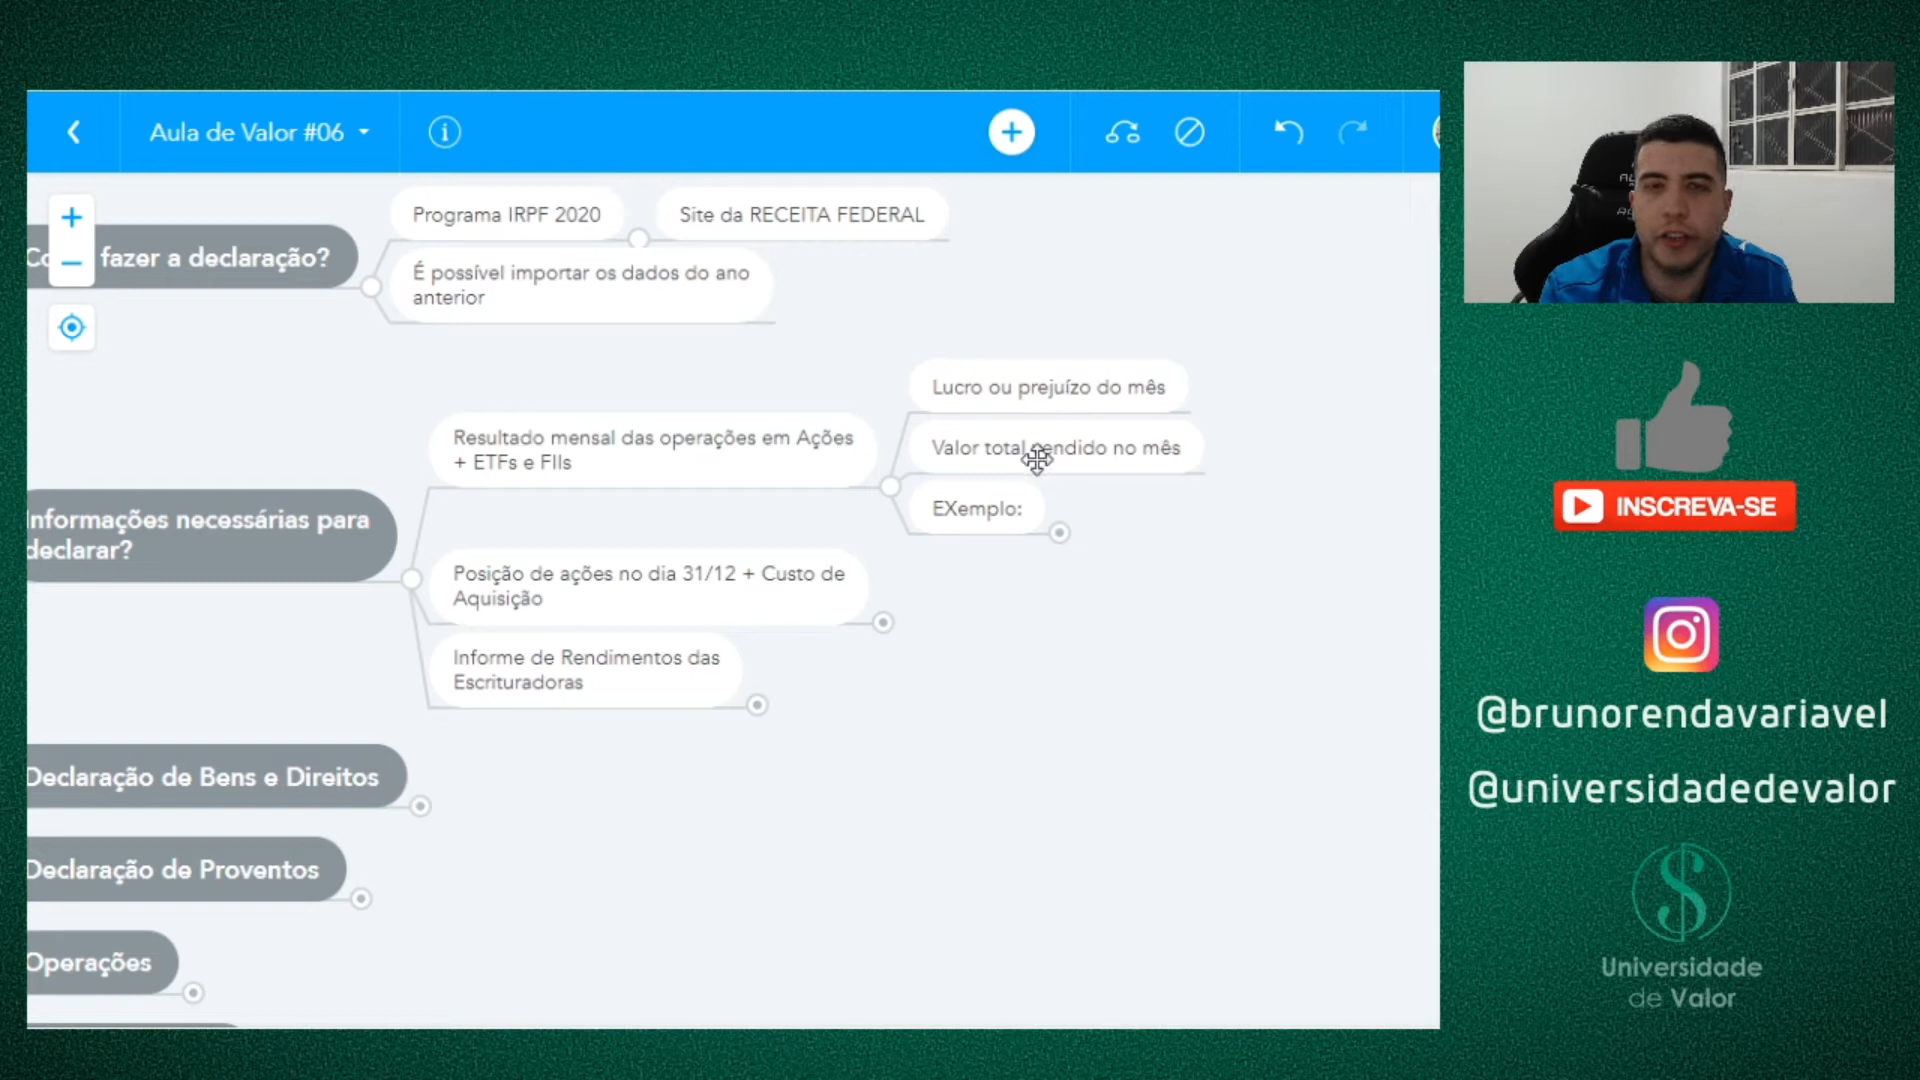 Aula de Valor #06
Programa IRPF 2020
Site da RECEITA FEDERAL
fazer a declaração?
É possível importar os dados do ano
anterior
Lucro ou prejuízo do mês
Resultado mensal das operações em Ações
+ ETFs e FIIs
Valor total vendido no mês
EXemplo:
Informações necessárias para
declarar?
Posição de ações no dia 31/12 + Custo de
Aquisição
Informe de Rendimentos das
Escrituradoras
Declaração de Bens e Direitos
Declaração de Proventos
Operações
INSCREVA-SE
@brunorendavariavel
@universidadedevalor
Universidade
de Valor